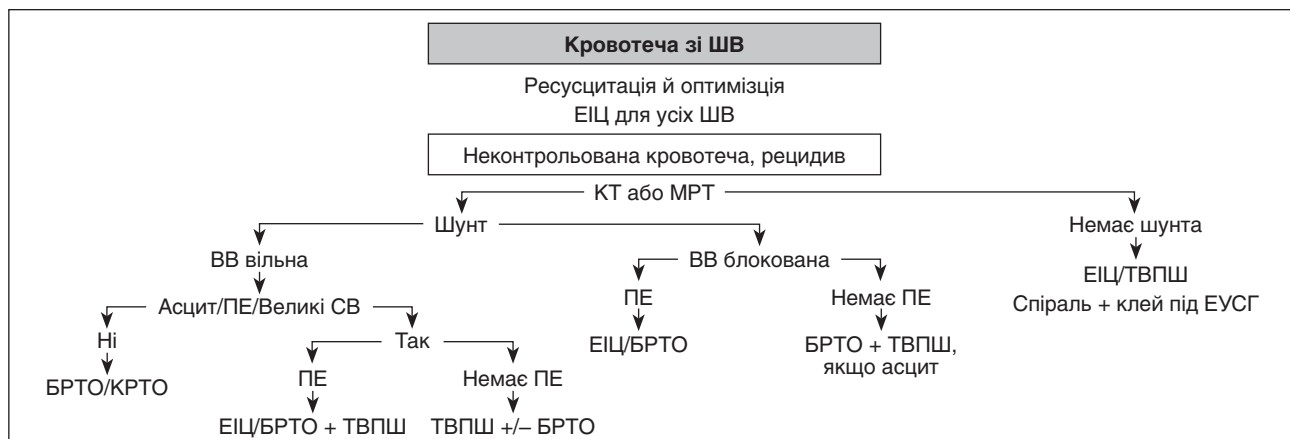 Кровотеча зі ШВ
Ресусцитація й оптимізція
ЕІЦ для усіх ШВ
Неконтрольована кровотеча, рецидив
КТ або МРТ
Шунт
Немає шунта
ВВ вільна
ВВ блокована
ЕІЦ/ТВПШ
Спіраль + клей під ЕУСГ
Асцит/ПЕ/Великі СВ
ПЕ
Немає ПЕ
Ні
Так
ЕІЦ/БРТО
БРТО + ТВПШ,
якщо асцит
БРТО/КРТО
ПЕ
Немає ПЕ
ЕІЦ/БРТО + ТВПШ
ТВПШ +/– БРТО